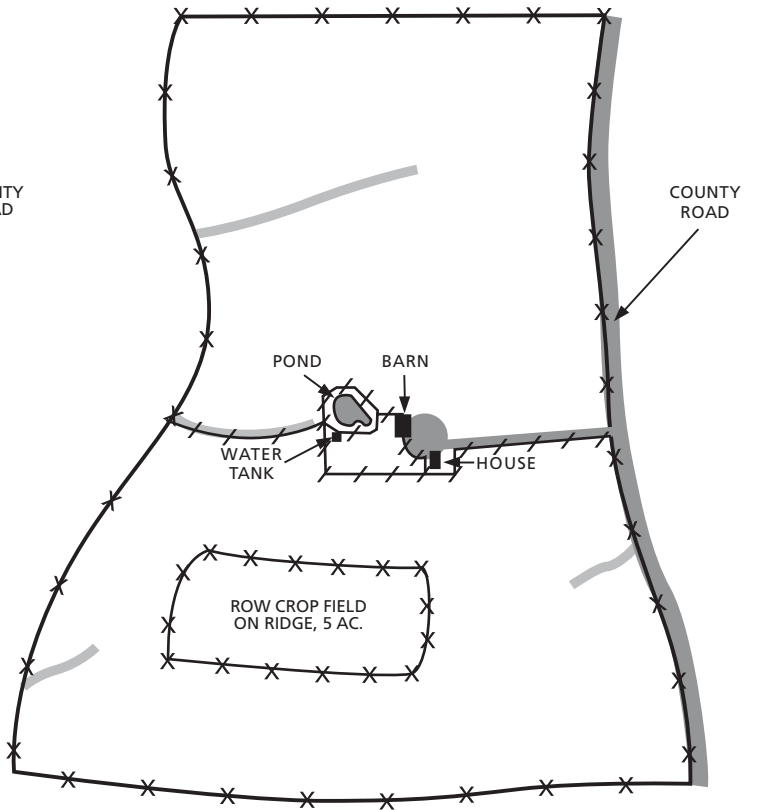 COUNTY
ROAD
POND
BARN
WATER
TANK
HOUSE
ROW CROP FIELD
ON RIDGE, 5 AC.